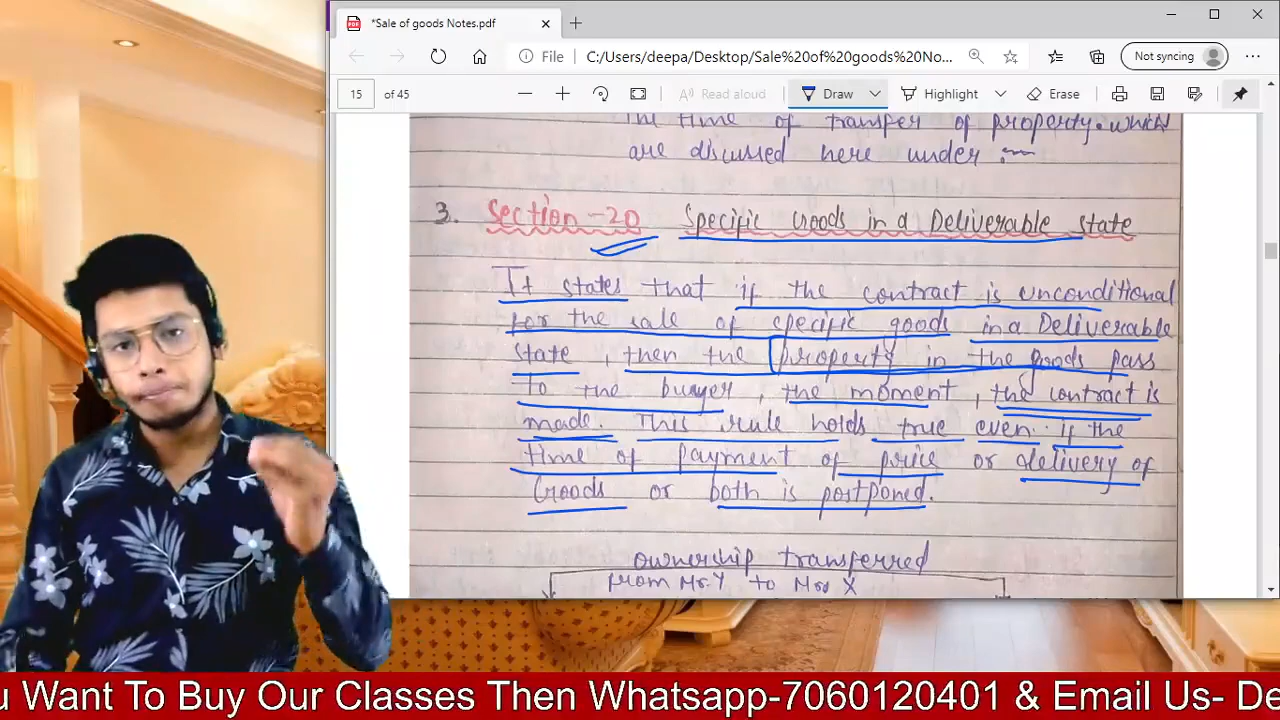 *Sale of goods Notes.pdf
File
C:/Users/deepa/Desktop/Sale%20of%20goods%20No...
Not syncing
15 of 45
Read aloud
Draw
Highlight
Erase
The time of transfer of property. which
are discussed here under :~
3. Section-20 Specific Goods in a Deliverable state
It states that if the contract is unconditional
for the sale of specific goods in a Deliverable
state, then the property in the goods pass
to the buyer, the moment, the contract is
made. This rule holds true even if the
time of payment of price or delivery of
Goods or both is postponed.
ownership transferred
from Mr. Y to Mrs X
u Want To Buy Our Classes Then Whatsapp-7060120401 & Email Us- De